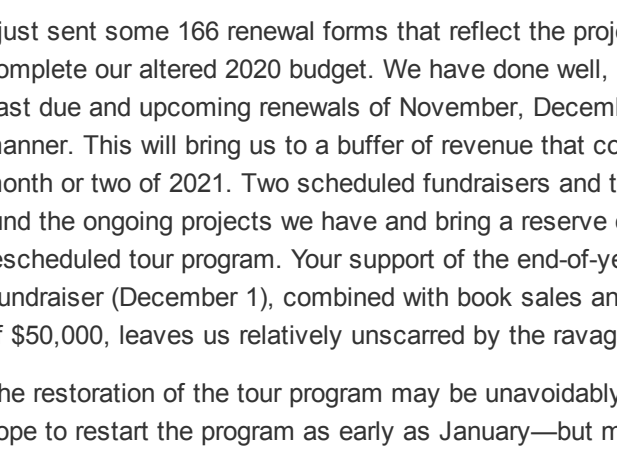 just sent some 166 renewal forms that reflect the proj
omplete our altered 2020 budget. We have done well,
ast due and upcoming renewals of November, Decemb
anner. This will bring us to a buffer of revenue that co
onth or two of 2021. Two scheduled fundraisers and t
und the ongoing projects we have and bring a reserve
escheduled tour program. Your support of the end-of-ye
undraiser (December 1), combined with book sales an
f $50,000, leaves us relatively unscarred by the ravag
he restoration of the tour program may be unavoidably
ope to restart the program as early as January—but m